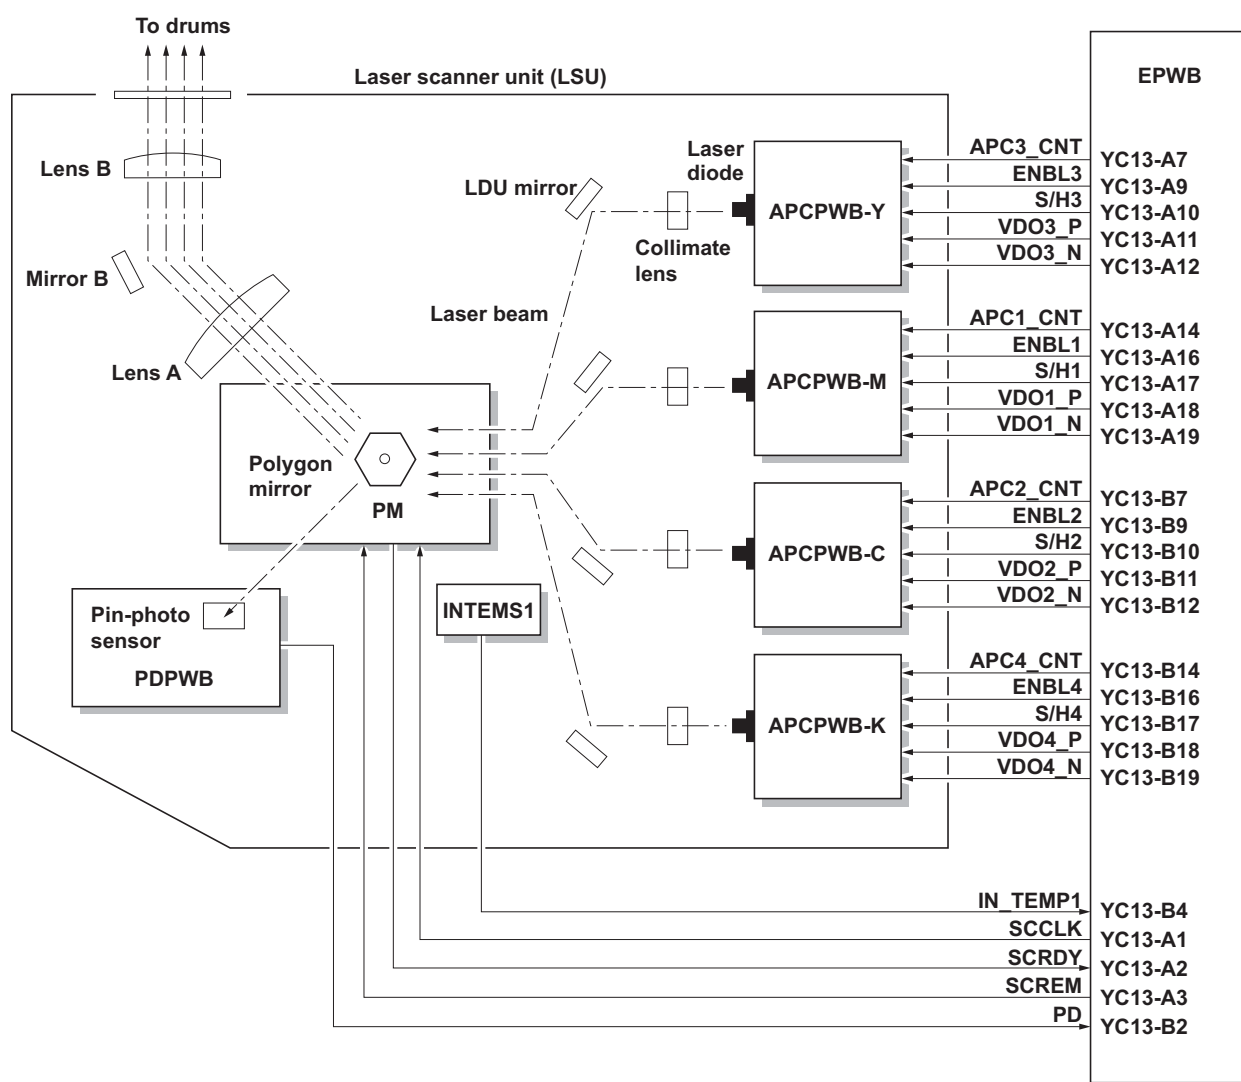 To drums
Laser scanner unit (LSU)
EPWB
Lens B
LDU mirror
Laser
diode
APCPWB-Y
Collimate
lens
APC3_CNT
YC13-A7
ENBL3
YC13-A9
S/H3
YC13-A10
VDO3_P
YC13-A11
VDO3_N
YC13-A12
Mirror B
Laser beam
Lens A
APCPWB-M
APC1_CNT
YC13-A14
ENBL1
YC13-A16
S/H1
YC13-A17
VDO1_P
YC13-A18
VDO1_N
YC13-A19
Polygon
mirror
PM
APCPWB-C
APC2_CNT
YC13-B7
ENBL2
YC13-B9
S/H2
YC13-B10
VDO2_P
YC13-B11
VDO2_N
YC13-B12
Pin-photo
sensor
PDPWB
INTEMS1
APCPWB-K
APC4_CNT
YC13-B14
ENBL4
YC13-B16
S/H4
YC13-B17
VDO4_P
YC13-B18
VDO4_N
YC13-B19
IN_TEMP1
YC13-B4
SCCLK
YC13-A1
SCRDY
YC13-A2
SCREM
YC13-A3
PD
YC13-B2